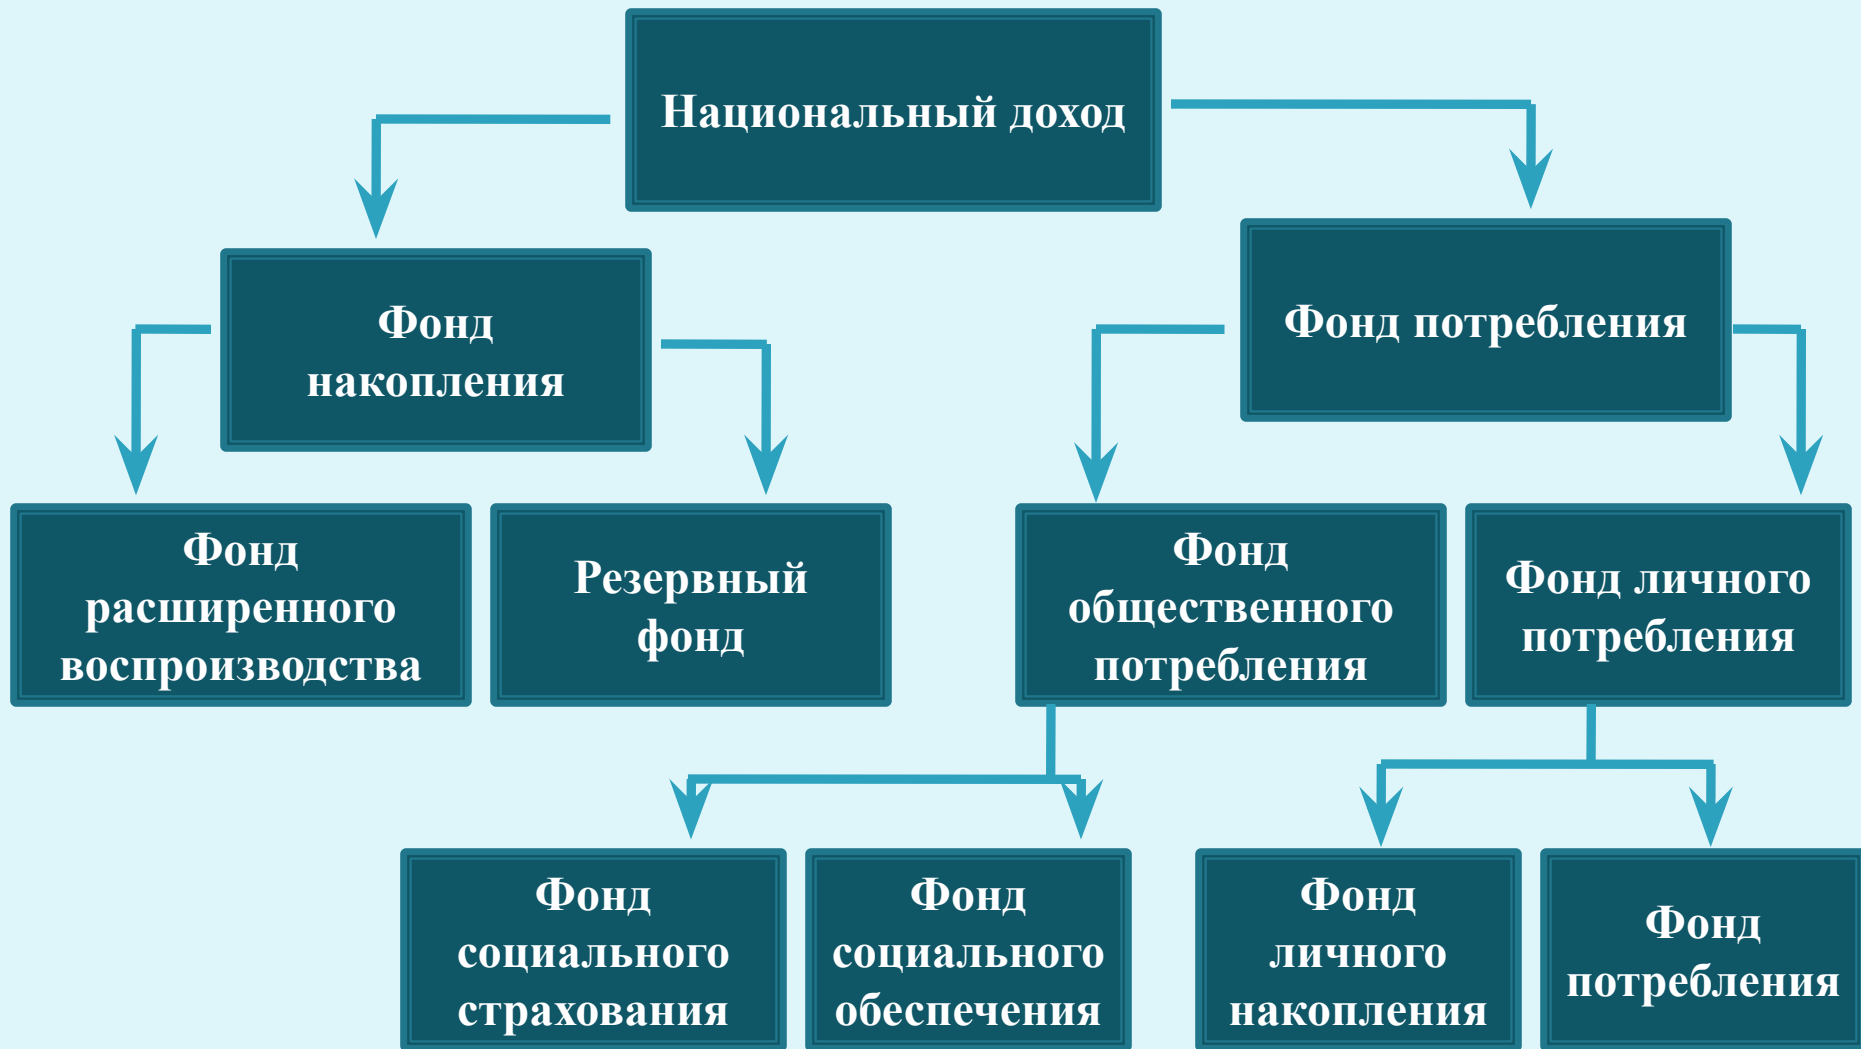 Национальный доход
Фонд
накопления
Фонд потребления
Фонд
расширенного
воспроизводства
Резервный
фонд
Фонд
общественного
потребления
Фонд личного
потребления
Фонд
социального
страхования
Фонд
социального
обеспечения
Фонд
личного
накопления
Фонд
потребления